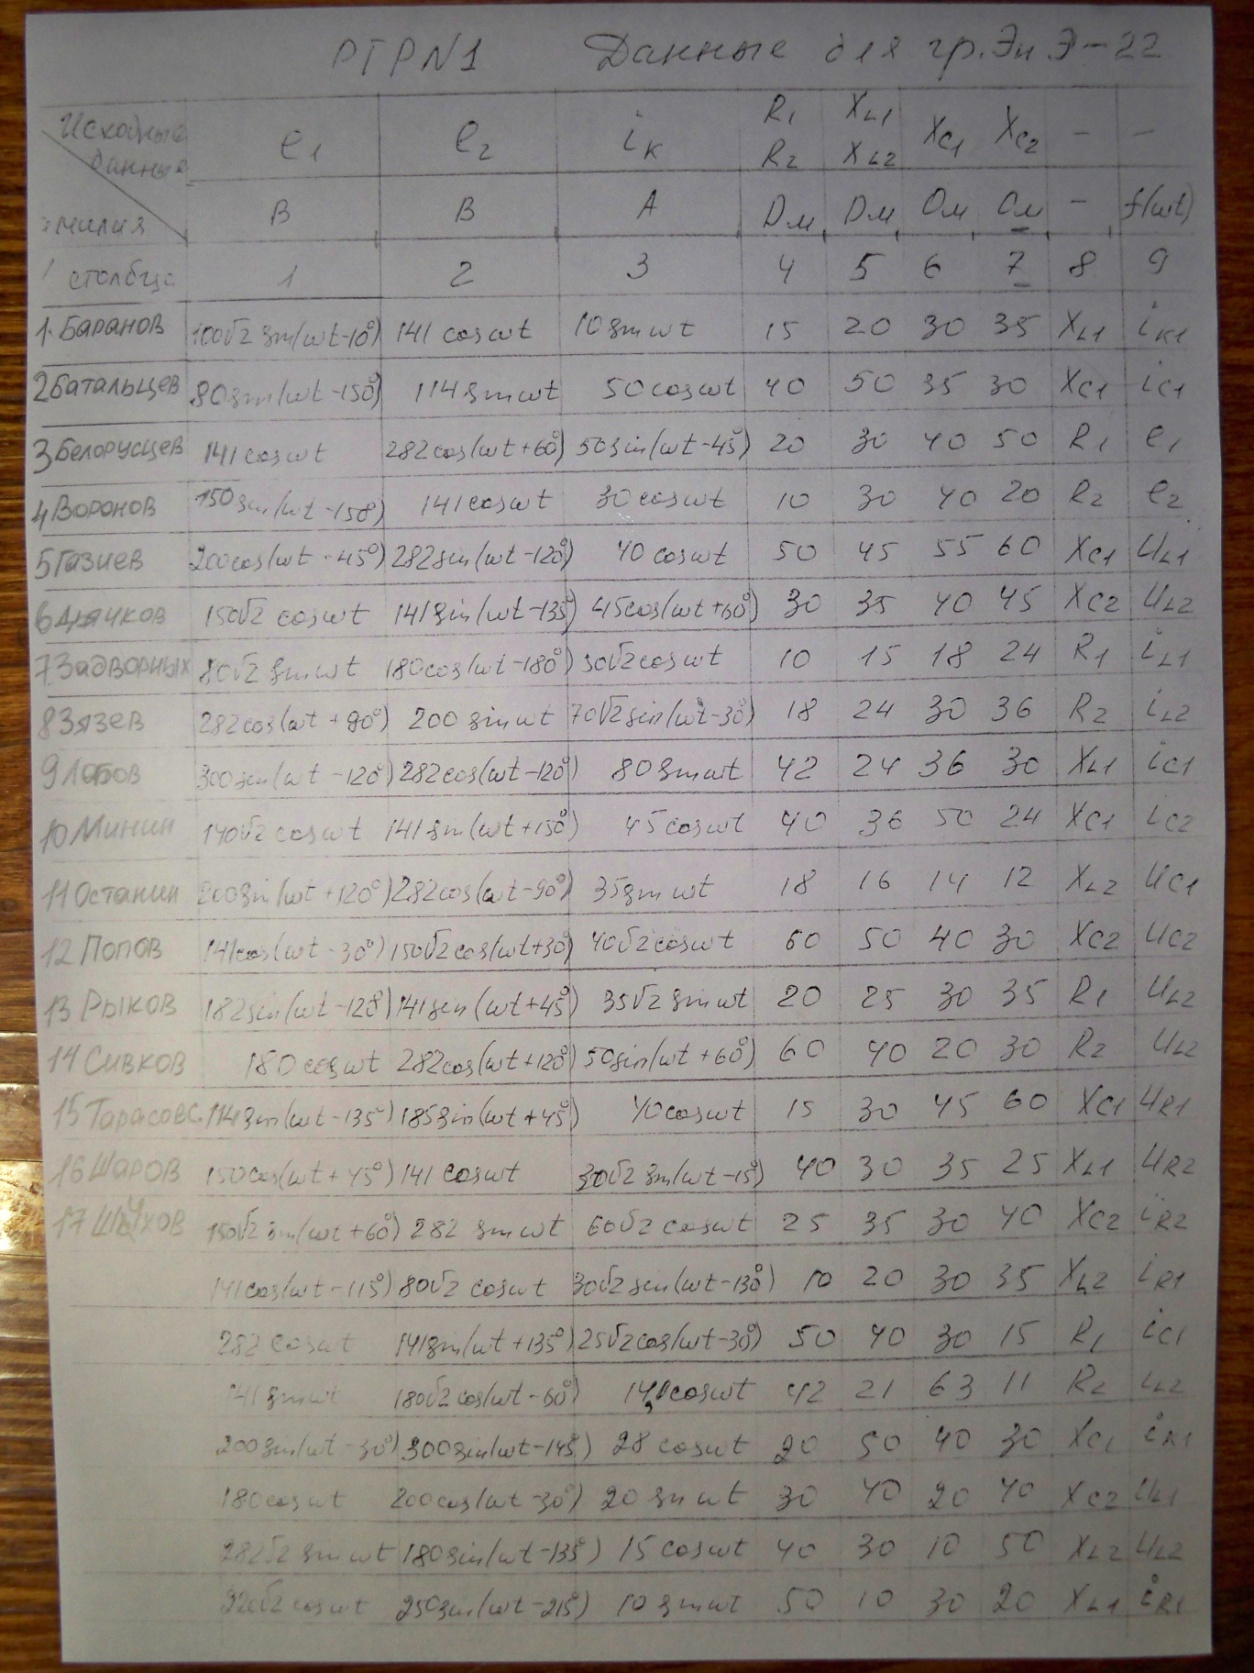 РГР N1 Данные для гр. Эн Э-22
Исходные данные e1 e2 iк R1 R2 XL1 XL2 XC1 XC2 - -
милия В В А Ом Ом Ом Ом - f(ωt)
столбца 1 2 3 4 5 6 7 8 9
1. Баранов 100√2 sin(ωt-10°) 141 cosωt 10 sinωt 15 20 30 35 XL1 iк1
2 Батальцев 80 sin(ωt-150°) 114 sinωt 50 cosωt 40 50 35 30 XC1 iC1
3 Белорусцев 141 cosωt 282 cos(ωt+60°) 50 sin(ωt-45°) 20 30 40 50 R1 e1
4 Воронов 150 sin(ωt-150°) 141 cosωt 30 cosωt 10 30 40 20 R2 e2
5 Газиев 200 cos(ωt-45°) 282 sin(ωt-120°) 40 cosωt 50 45 55 60 XC1 UL1
6 Дьячков 150√2 cosωt 141 sin(ωt-135°) 45 cos(ωt+60°) 30 35 40 45 XC2 UL2
7 Задворных 80√2 sinωt 180 cos(ωt-180°) 50√2 cosωt 10 15 18 24 R1 iL1
8 Зязев 282 cos(ωt+90°) 200 sinωt 70√2 sin(ωt-30°) 18 24 30 36 R2 iL2
9 Лобов 300 sin(ωt-120°) 282 cos(ωt-120°) 80 sinωt 42 24 36 30 XL1 iC1
10 Минин 140√2 cosωt 141 sin(ωt+150°) 45 cosωt 40 36 50 24 XC1 iC2
11 Останин 200 sin(ωt+120°) 282 cos(ωt-90°) 35 sinωt 18 16 14 12 XL2 UC1
12 Попов 141 cos(ωt-30°) 150√2 cos(ωt+30°) 40√2 cosωt 60 50 40 30 XC2 UC2
13 Рыков 182 sin(ωt-120°) 141 sin(ωt+45°) 35√2 sinωt 20 25 30 35 R1 UL2
14 Сивков 180 cosωt 282 cos(ωt+120°) 50 sin(ωt+60°) 60 40 20 30 R2 UL2
15 Тарасовс. 114 sin(ωt-135°) 185 sin(ωt+45°) 40 cosωt 15 30 45 60 XC1 UR1
16 Шаров 150 cos(ωt+45°) 141 cosωt 30√2 sin(ωt-15°) 40 30 35 25 XL1 UR2
17 150√2 sin(ωt+60°) 282 sinωt 60√2 cosωt 25 35 30 40 XC2 iR2
141 cos(ωt-115°) 80√2 cosωt 30√2 sin(ωt-130°) 10 20 30 35 XL2 iR1
282 cosωt 141 sin(ωt+135°) 25√2 cos(ωt-30°) 50 40 30 15 R1 iC1
141 sinωt 180√2 cos(ωt-60°) cosωt 42 21 63 11 R2
200 sin(ωt-30°) 300 sin(ωt-145°) 28 cosωt 20 50 40 30 XC1 iR1
180 cosωt 200 cos(ωt-30°) 20 sinωt 30 40 20 40 XC2 UL1
282√2 sinωt 180 sin(ωt-135°) 15 cosωt 40 30 10 50 XL2 UL2
220√2 cosωt 250 sin(ωt-215°) 10 sinωt 50 10 30 20 XL1 iR1